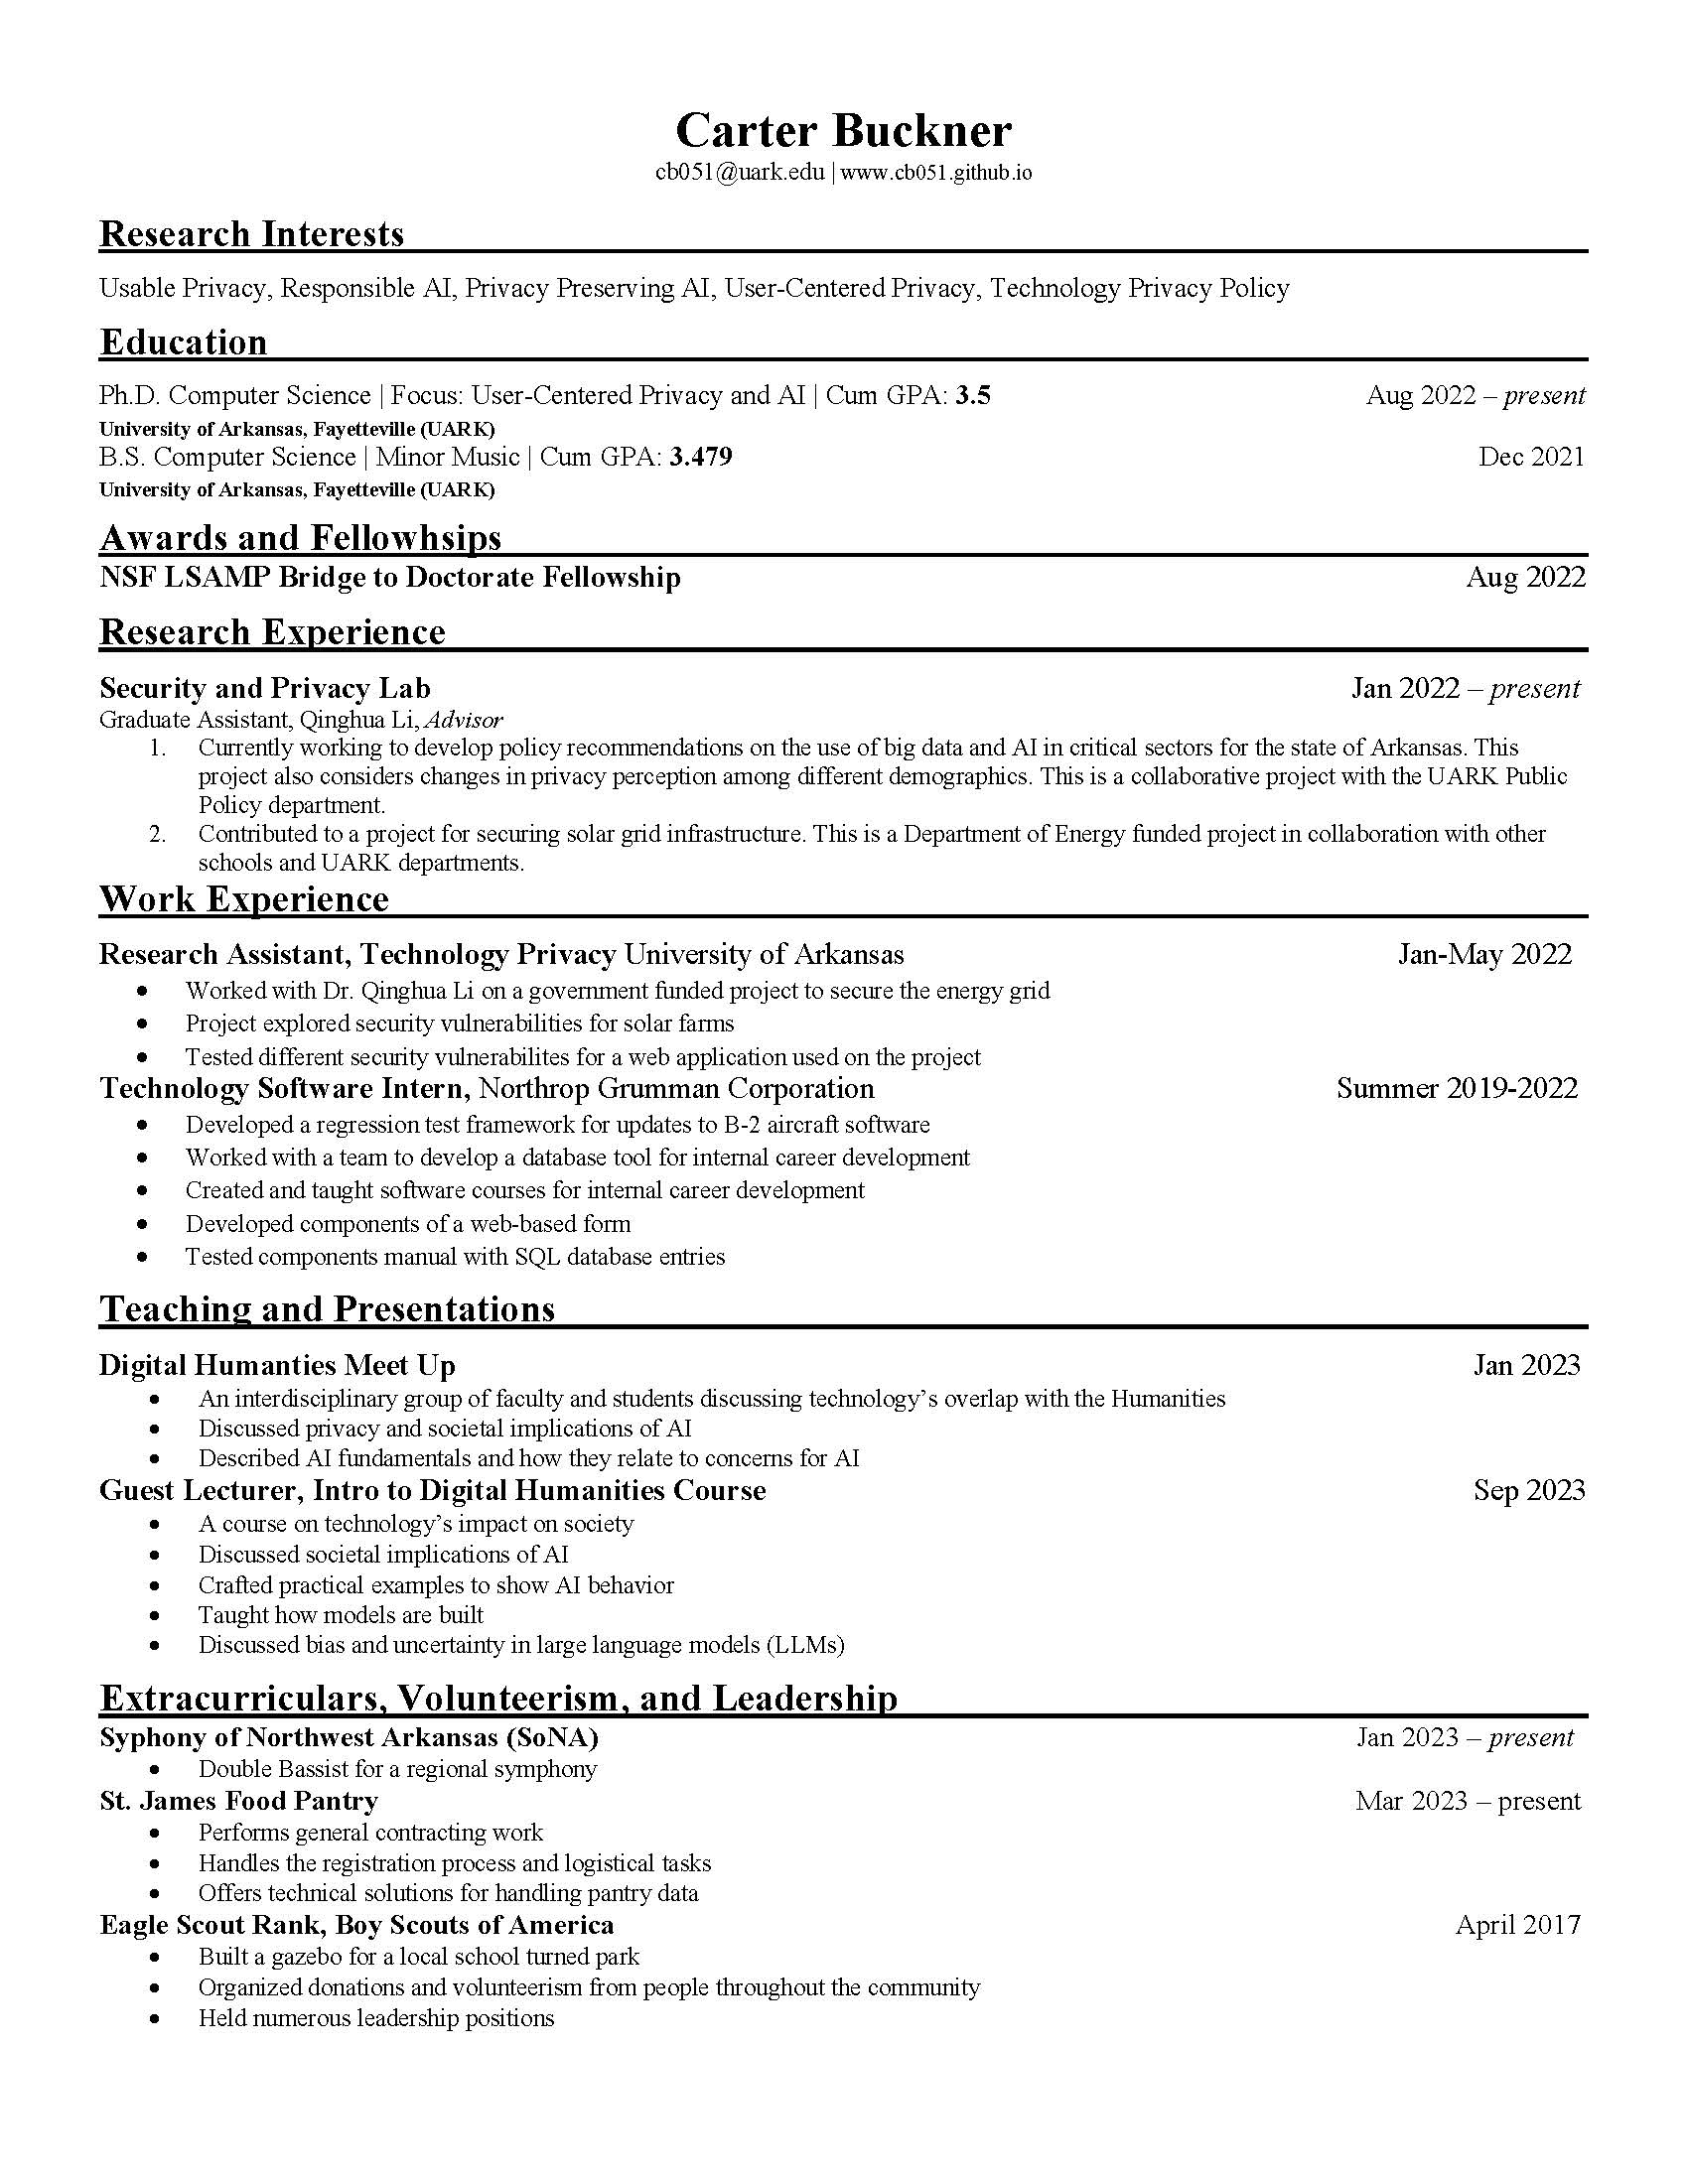 Carter Buckner
cb051@uark.edu | www.cb051.github.io
Research Interests
Usable Privacy, Responsible AI, Privacy Preserving AI, User-Centered Privacy, Technology Privacy Policy
Education
Ph.D. Computer Science | Focus: User-Centered Privacy and AI | Cum GPA: 3.5 Aug 2022 – present
University of Arkansas, Fayetteville (UARK)
B.S. Computer Science | Minor Music | Cum GPA: 3.479 Dec 2021
University of Arkansas, Fayetteville (UARK)
Awards and Fellowhsips
NSF LSAMP Bridge to Doctorate Fellowship Aug 2022
Research Experience
Security and Privacy Lab Jan 2022 – present
Graduate Assistant, Qinghua Li, Advisor
1. Currently working to develop policy recommendations on the use of big data and AI in critical sectors for the state of Arkansas. This
project also considers changes in privacy perception among different demographics. This is a collaborative project with the UARK Public
Policy department.
2. Contributed to a project for securing solar grid infrastructure. This is a Department of Energy funded project in collaboration with other
schools and UARK departments.
Work Experience
Research Assistant, Technology Privacy University of Arkansas Jan-May 2022
• Worked with Dr. Qinghua Li on a government funded project to secure the energy grid
• Project explored security vulnerabilities for solar farms
• Tested different security vulnerabilites for a web application used on the project
Technology Software Intern, Northrop Grumman Corporation Summer 2019-2022
• Developed a regression test framework for updates to B-2 aircraft software
• Worked with a team to develop a database tool for internal career development
• Created and taught software courses for internal career development
• Developed components of a web-based form
• Tested components manual with SQL database entries
Teaching and Presentations
Digital Humanties Meet Up Jan 2023
• An interdisciplinary group of faculty and students discussing technology’s overlap with the Humanities
• Discussed privacy and societal implications of AI
• Described AI fundamentals and how they relate to concerns for AI
Guest Lecturer, Intro to Digital Humanities Course Sep 2023
• A course on technology’s impact on society
• Discussed societal implications of AI
• Crafted practical examples to show AI behavior
• Taught how models are built
• Discussed bias and uncertainty in large language models (LLMs)
Extracurriculars, Volunteerism, and Leadership
Syphony of Northwest Arkansas (SoNA) Jan 2023 – present
• Double Bassist for a regional symphony
St. James Food Pantry Mar 2023 – present
• Performs general contracting work
• Handles the registration process and logistical tasks
• Offers technical solutions for handling pantry data
Eagle Scout Rank, Boy Scouts of America April 2017
• Built a gazebo for a local school turned park
• Organized donations and volunteerism from people throughout the community
• Held numerous leadership positions